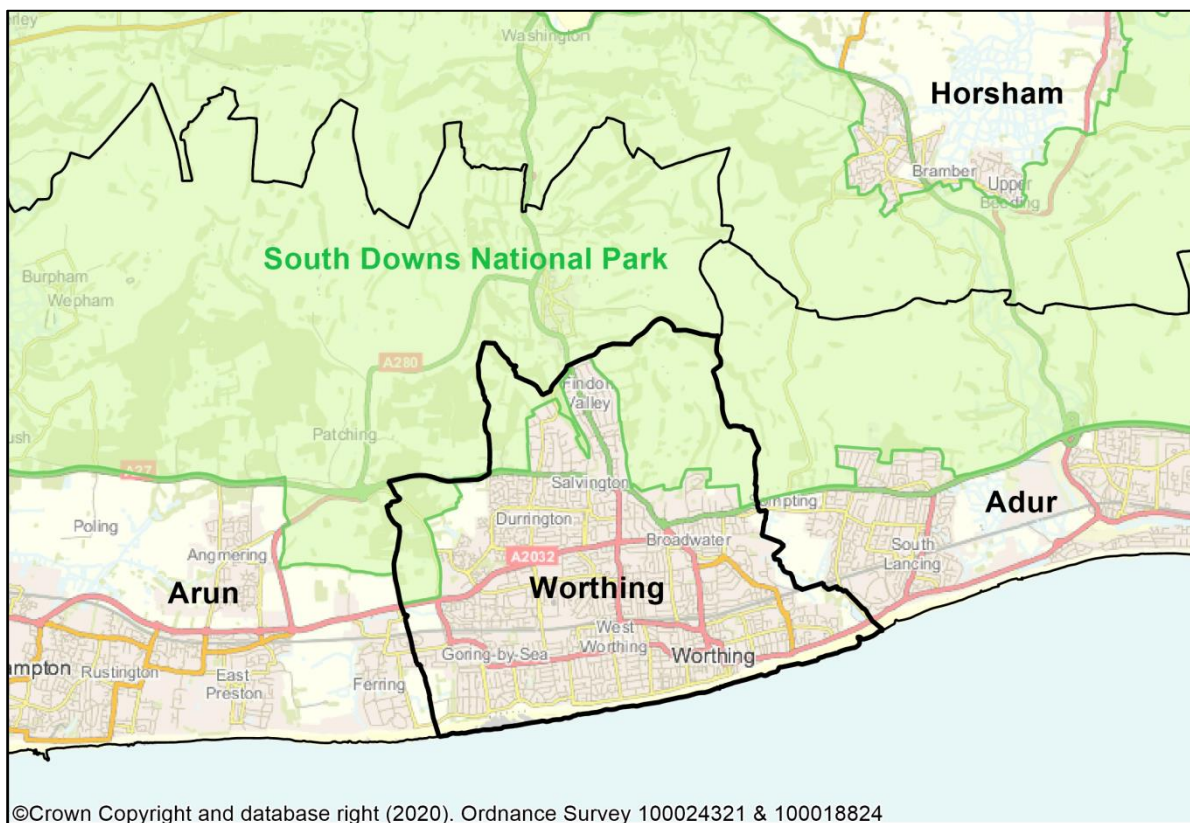 Washington
Horsham
Bramber
Upper
Beeding
South Downs National Park
Burpham
Wepham
A280
Findon
Valley
Patching
A27
Salvington
Poling
Durrington
Adur
Angmering
Broadwater
A2032
South
Lancing
Arun
Worthing
West
Worthing
Goring-by-Sea
Worthing
Rustington
East
Preston
Ferring
©Crown Copyright and database right (2020). Ordnance Survey 100024321 & 100018824